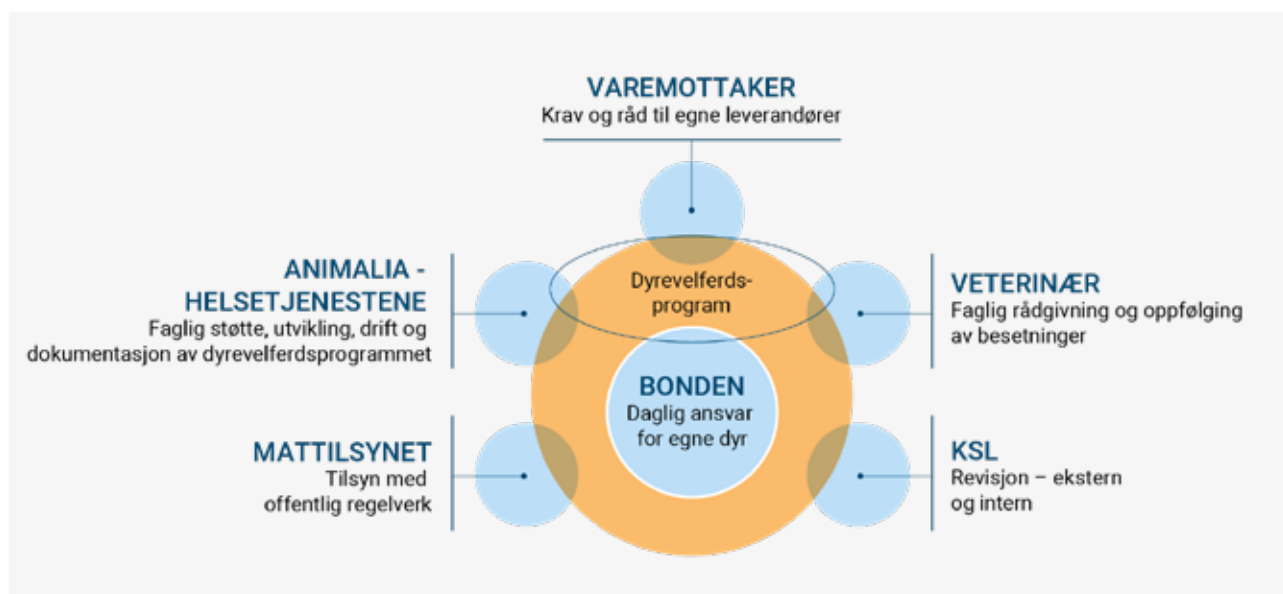 VAREMOTTAKER
Krav og råd til egne leverandører
ANIMALIA -
HELSETJENESTENE
Faglig støtte, utvikling, drift og
dokumentasjon av dyrevelferdsprogrammet
Dyrevelferds-
program
VETERINÆR
Faglig rådgivning og oppfølging
av besetninger
BONDEN
Daglig ansvar
for egne dyr
MATTILSYNET
Tilsyn med
offentlig regelverk
KSL
Revisjon – ekstern
og intern